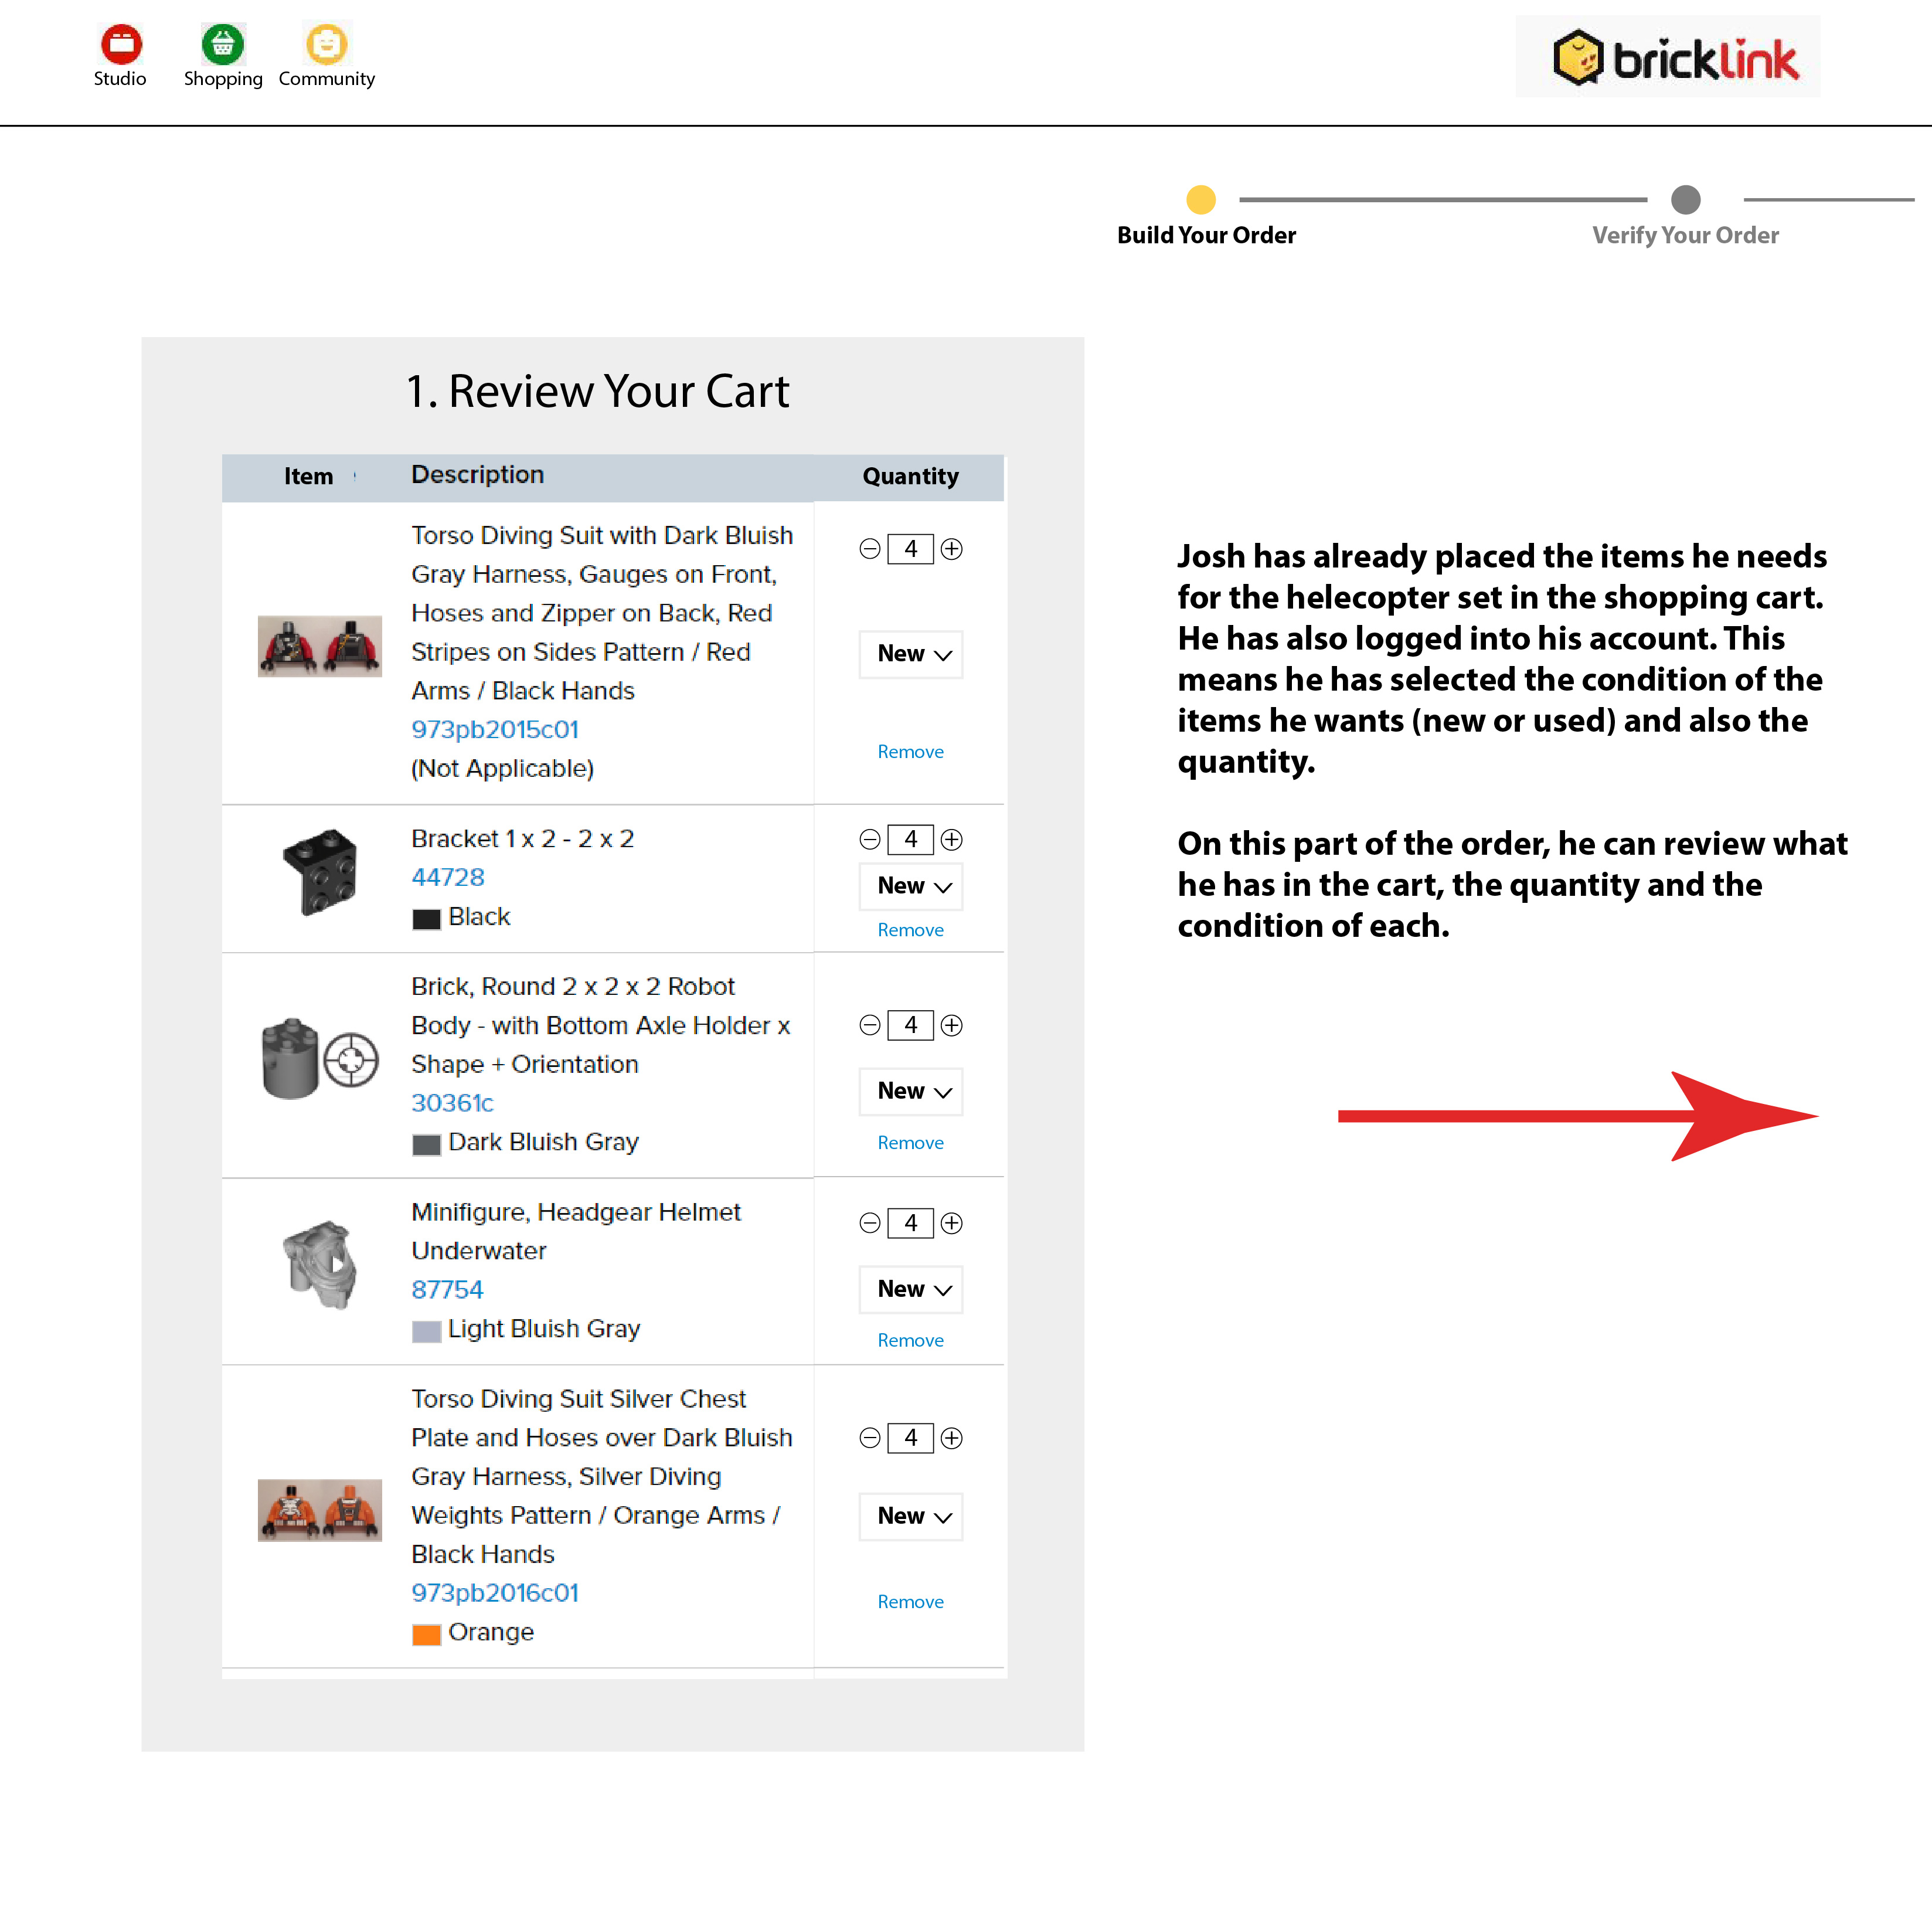 Studio
Shopping
Community
bricklink
Build Your Order
Verify Your Order
1. Review Your Cart
Item
Description
Quantity
Torso Diving Suit with Dark Bluish
Gray Harness, Gauges on Front,
Hoses and Zipper on Back, Red
Stripes on Sides Pattern / Red
Arms / Black Hands
973pb2015c01
(Not Applicable)
4
New
Remove
Bracket 1 x 2 - 2 x 2
44728
Black
4
New
Remove
Brick, Round 2 x 2 x 2 Robot
Body - with Bottom Axle Holder x
Shape + Orientation
30361c
Dark Bluish Gray
4
New
Remove
Minifigure, Headgear Helmet
Underwater
87754
Light Bluish Gray
4
New
Remove
Torso Diving Suit Silver Chest
Plate and Hoses over Dark Bluish
Gray Harness, Silver Diving
Weights Pattern / Orange Arms /
Black Hands
973pb2016c01
Orange
4
New
Remove
Josh has already placed the items he needs
for the helecopter set in the shopping cart.
He has also logged into his account. This
means he has selected the condition of the
items he wants (new or used) and also the
quantity.
On this part of the order, he can review what
he has in the cart, the quantity and the
condition of each.